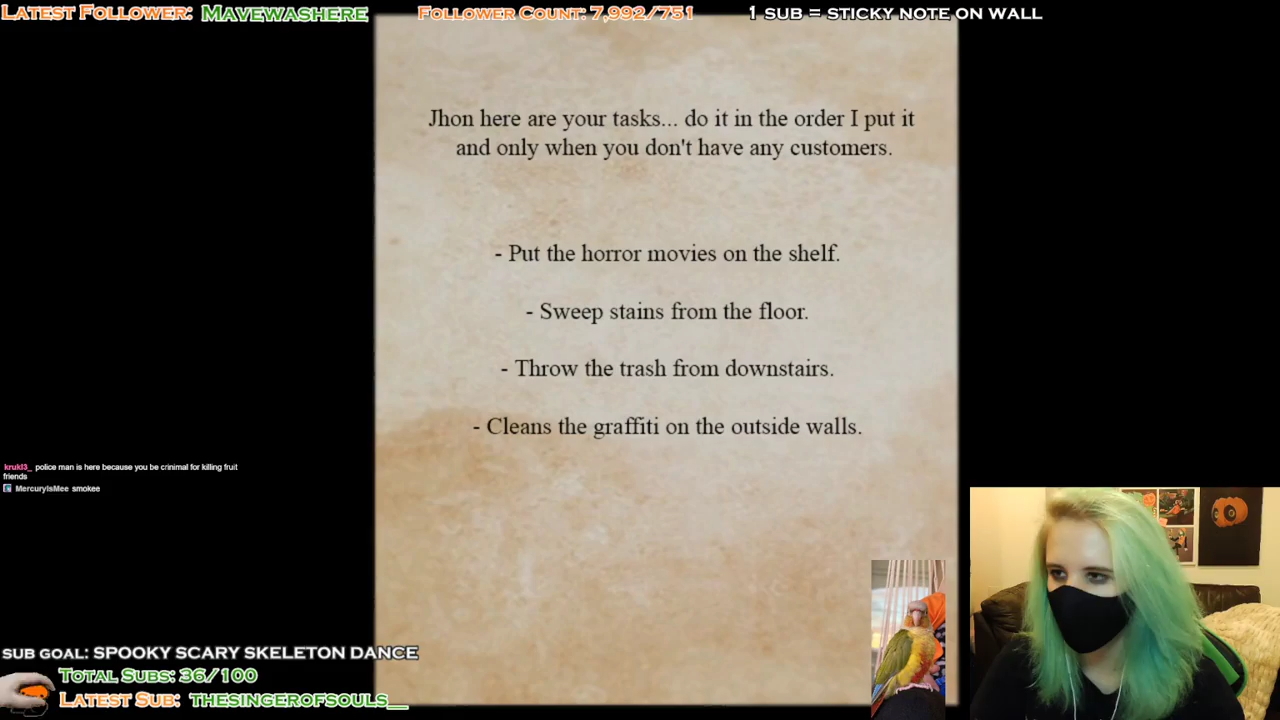 Latest Follower: Mavewashere
Follower Count: 7,992/751
1 SUB = STICKY NOTE ON WALL
Jhon here are your tasks... do it in the order I put it
and only when you don't have any customers.
- Put the horror movies on the shelf.
- Sweep stains from the floor.
- Throw the trash from downstairs.
- Cleans the graffiti on the outside walls.
krukl3_ police man is here because you be crinimal for killing fruit
friends
MercuryIsMee smokee
SUB GOAL: SPOOKY SCARY SKELETON DANCE
Total Subs: 36/100
Latest Sub: thesingerofsouls__